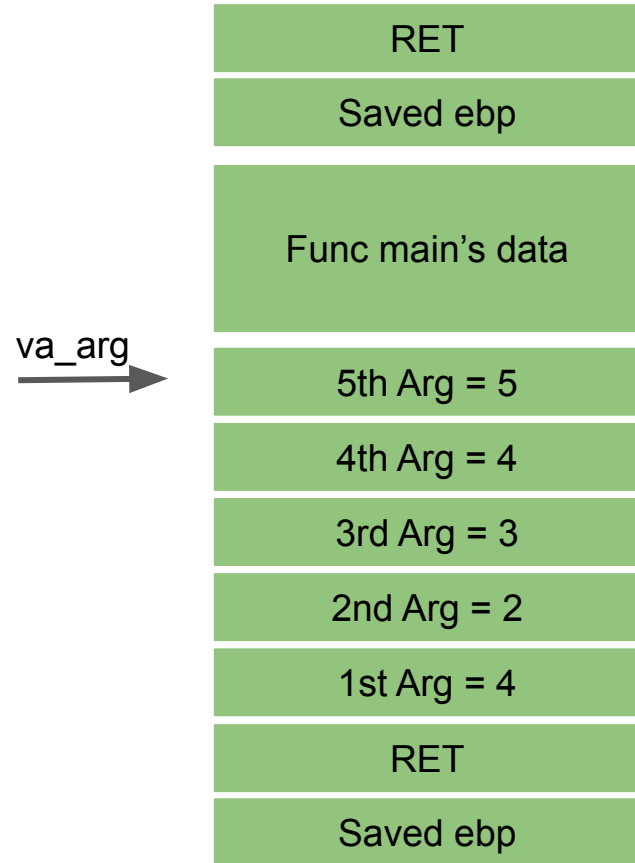 RET
Saved ebp
Func main’s data
va_arg
5th Arg = 5
4th Arg = 4
3rd Arg = 3
2nd Arg = 2
1st Arg = 4
RET
Saved ebp